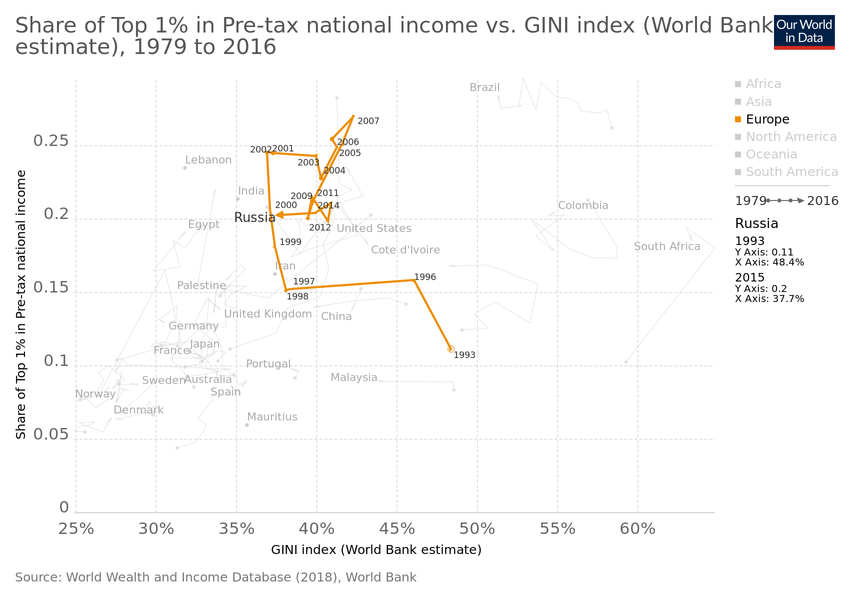 Share of Top 1% in Pre-tax national income vs. GINI index (World Bank
estimate), 1979 to 2016
Our World
in Data
Share of Top 1% in Pre-tax national income
0.25
0.2
0.15
0.1
0.05
0
25%
30%
35%
40%
45%
50%
55%
60%
GINI index (World Bank estimate)
Brazil
2007
2006
2005
2002
2001
2003
2004
Lebanon
India
2009
2011
2000
2014
Russia
2012
Egypt
United States
Colombia
1999
Cote d'Ivoire
South Africa
Iran
1996
1997
1998
Palestine
United Kingdom
China
Germany
Japan
France
1993
Portugal
Sweden
Australia
Malaysia
Spain
Norway
Denmark
Mauritius
Africa
Asia
Europe
North America
Oceania
South America
1979 2016
Russia
1993
Y Axis: 0.11
X Axis: 48.4%
2015
Y Axis: 0.2
X Axis: 37.7%
Source: World Wealth and Income Database (2018), World Bank